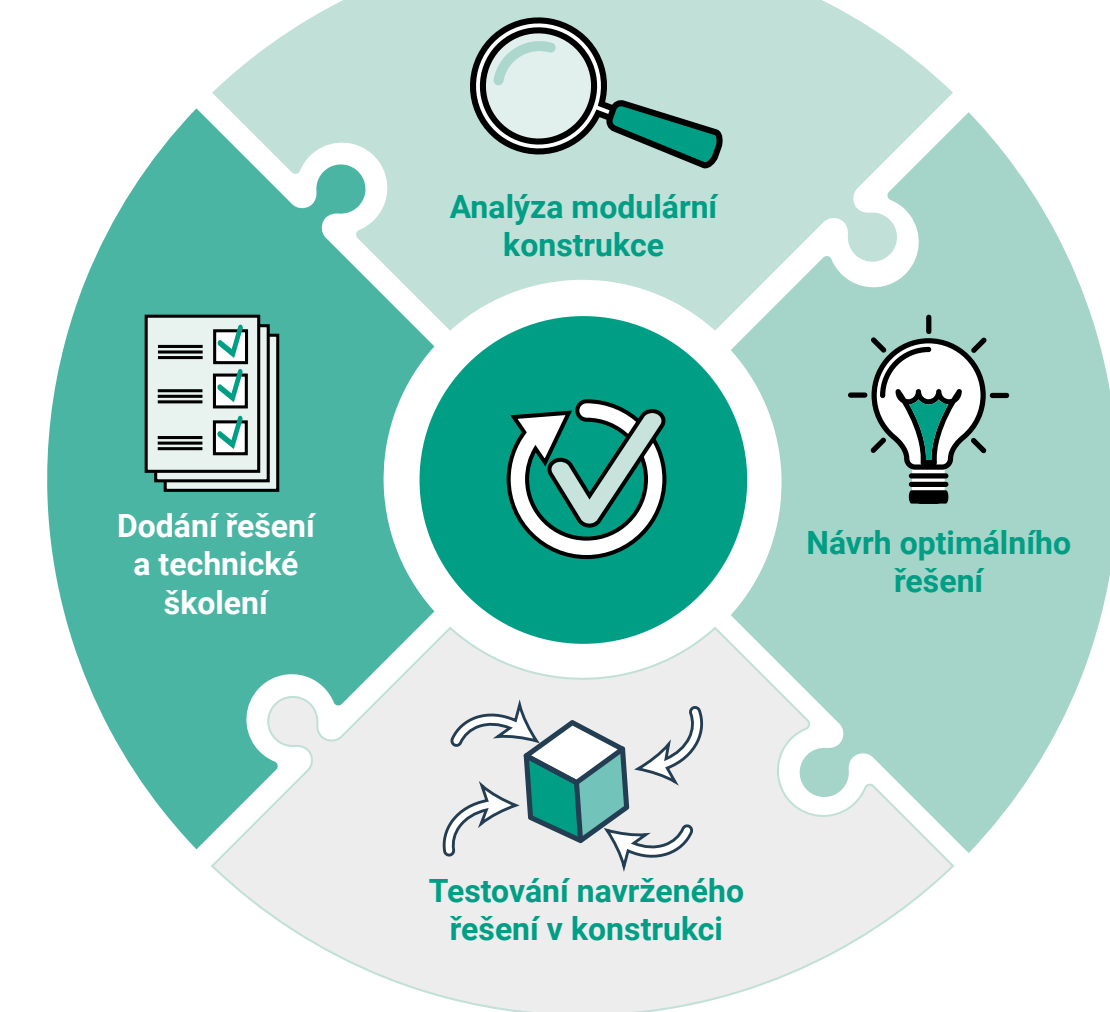 Analýza modulární
konstrukce
Návrh optimálního
řešení
Testování navrženého
řešení v konstrukci
Dodání řešení
a technické
školení